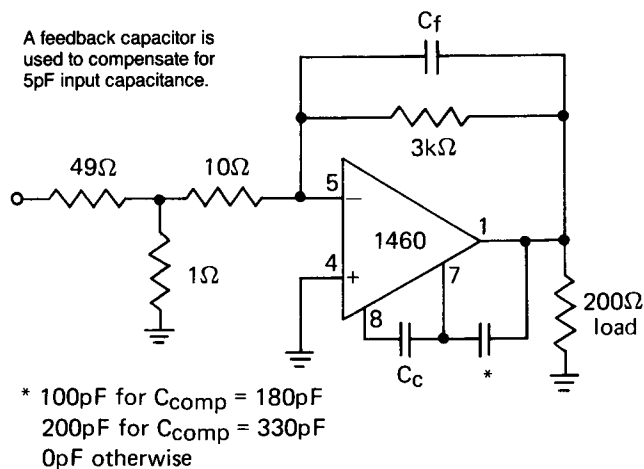 A feedback capacitor is
used to compensate for
5pF input capacitance.
Cf
3kΩ
49Ω
10Ω
5
−
1460
1
1Ω
4
+
7
8
200Ω
load
Cc
*
* 100pF for Ccomp = 180pF
200pF for Ccomp = 330pF
0pF otherwise